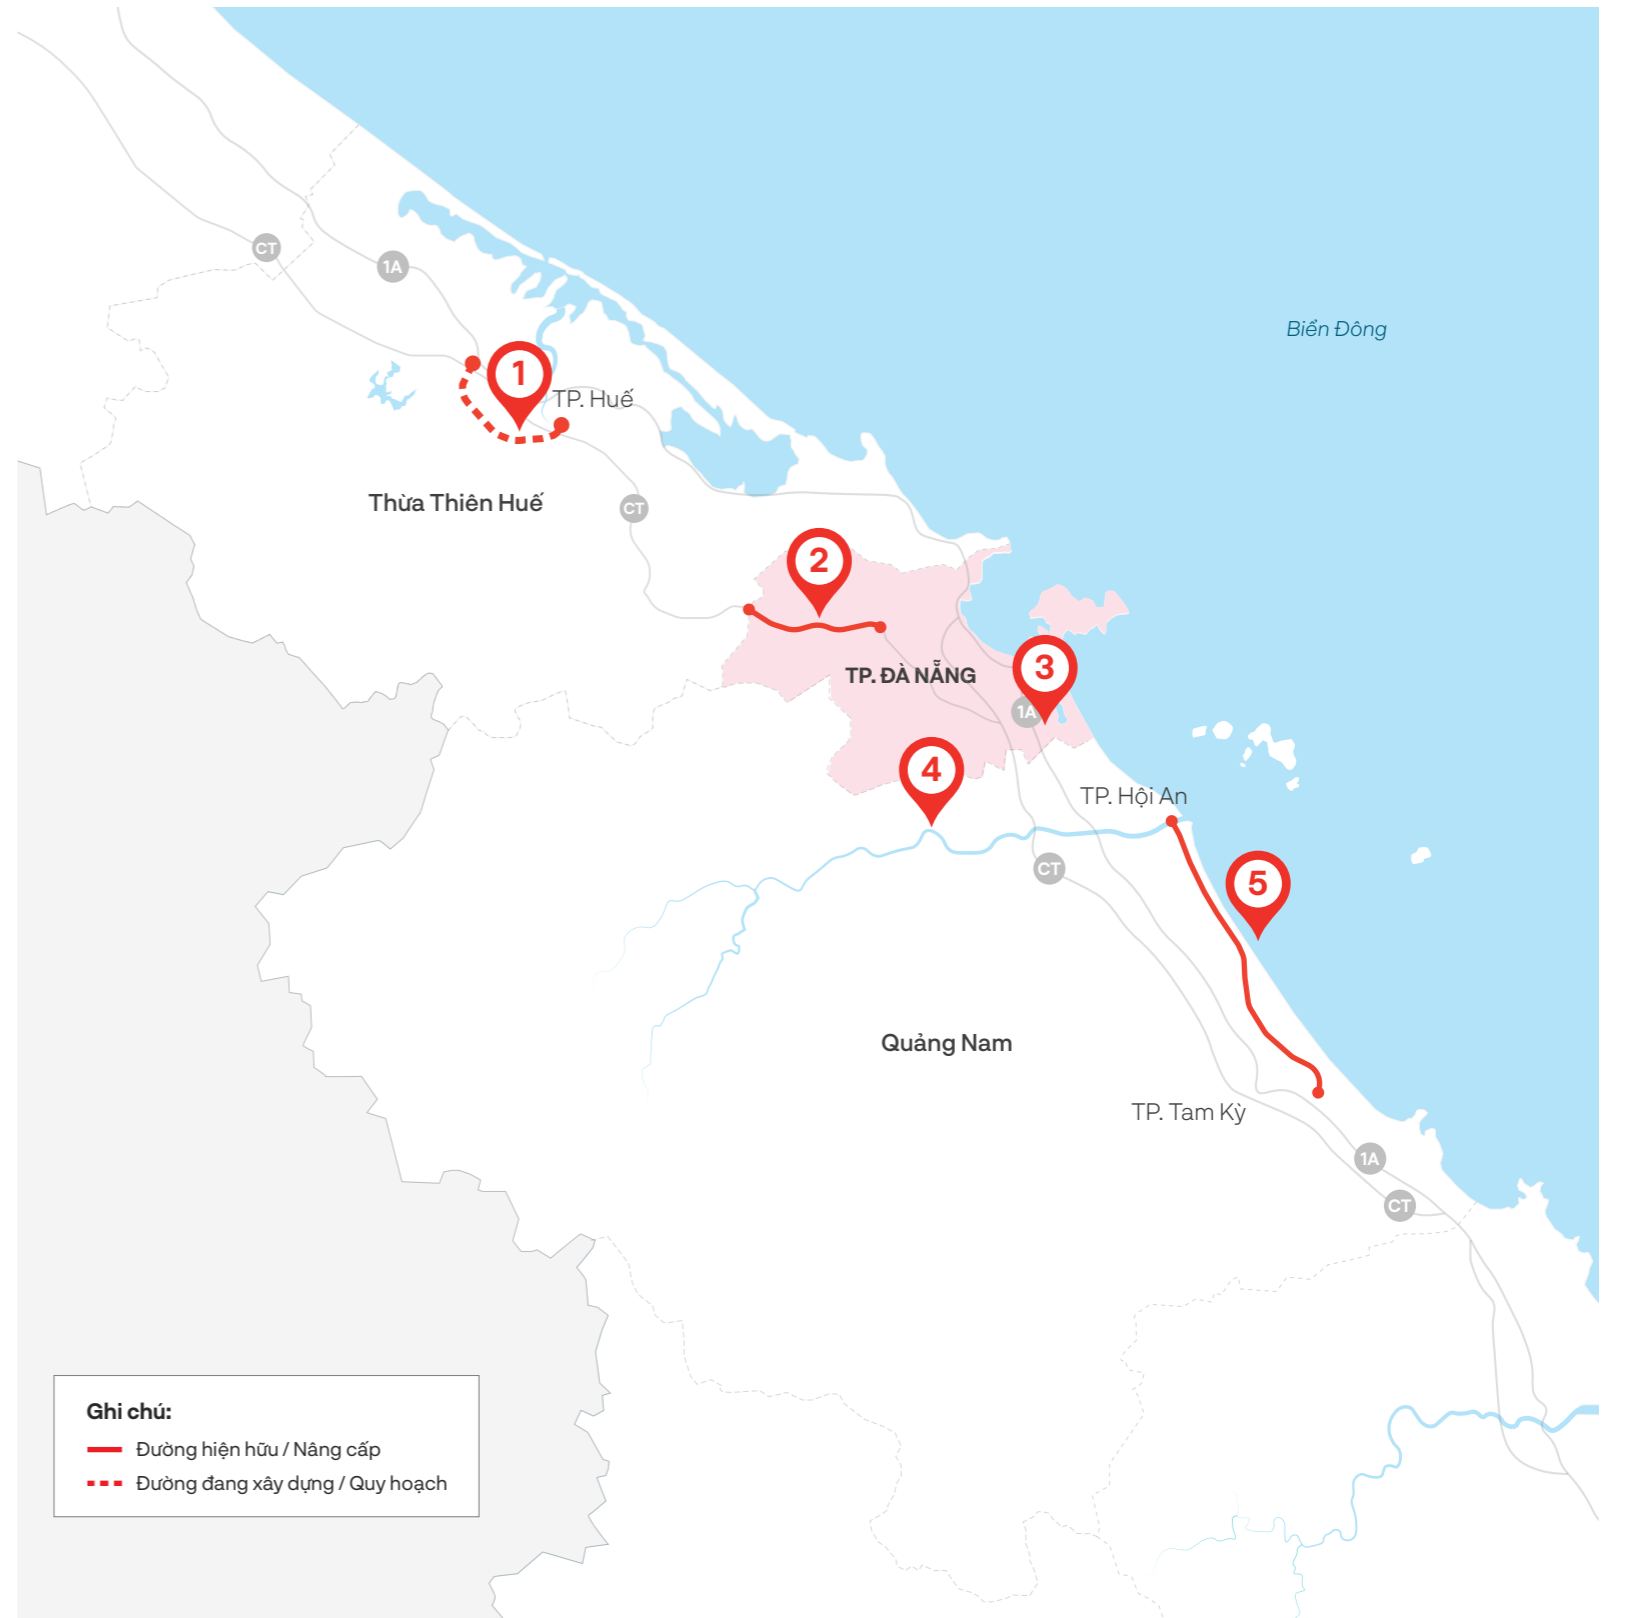 CT
1A
Biển Đông
1
TP. Huế
Thừa Thiên Huế
CT
2
3
TP. ĐÀ NẴNG
1A
4
TP. Hội An
CT
5
Quảng Nam
TP. Tam Kỳ
1A
CT
Ghi chú:
Đường hiện hữu / Nâng cấp
Đường đang xây dựng / Quy hoạch